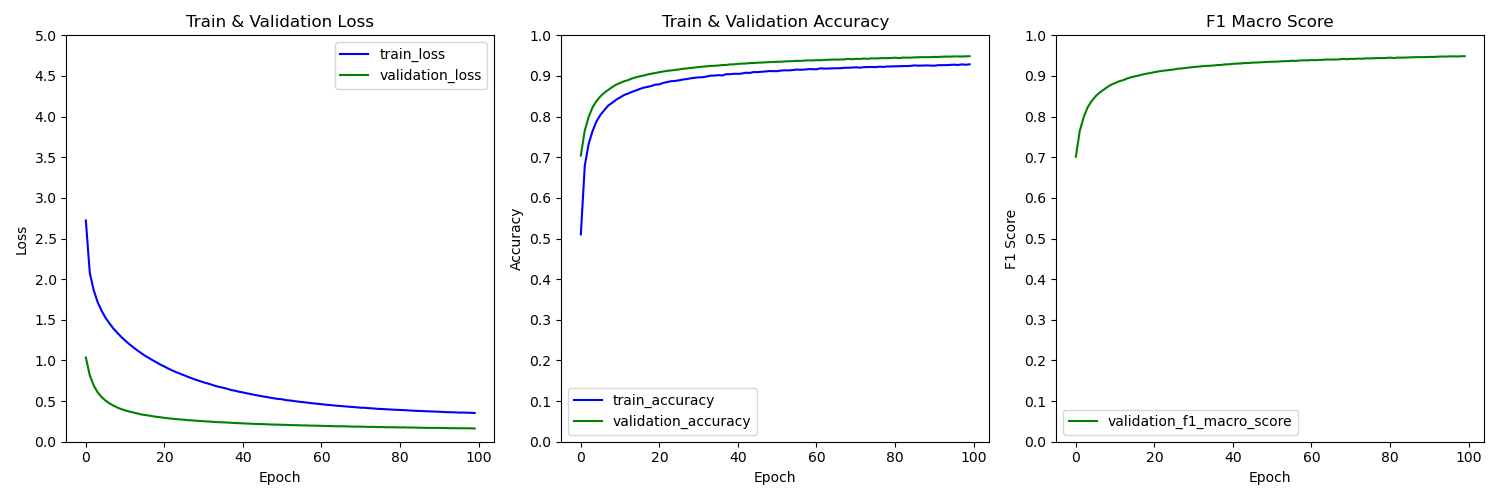 Train & Validation Loss
5.0
4.5
4.0
3.5
3.0
2.5
2.0
1.5
1.0
0.5
0.0
Loss
0 20 40 60 80 100
Epoch
train_loss
validation_loss
Train & Validation Accuracy
1.0
0.9
0.8
0.7
0.6
0.5
0.4
0.3
0.2
0.1
0.0
Accuracy
0 20 40 60 80 100
Epoch
train_accuracy
validation_accuracy
F1 Macro Score
1.0
0.9
0.8
0.7
0.6
0.5
0.4
0.3
0.2
0.1
0.0
F1 Score
0 20 40 60 80 100
Epoch
validation_f1_macro_score